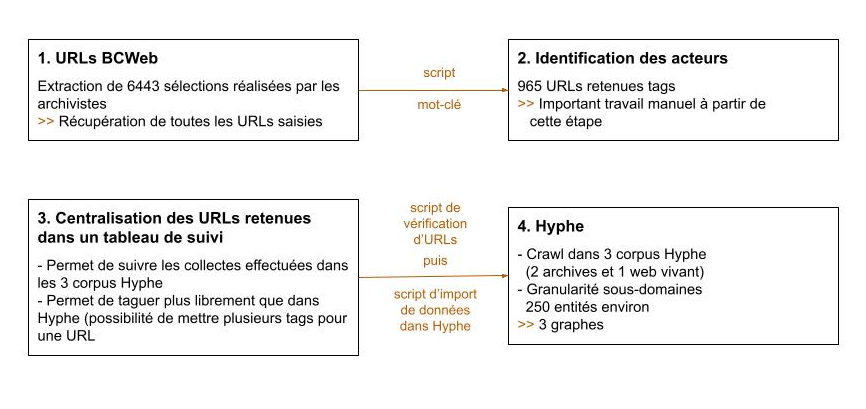 1. URLs BCWeb
Extraction de 6443 sélections réalisées par les
archivistes
>> Récupération de toutes les URLs saisies
script
mot-clé
2. Identification des acteurs
965 URLs retenues tags
>> Important travail manuel à partir de
cette étape
3. Centralisation des URLs retenues
dans un tableau de suivi
- Permet de suivre les collectes effectuées dans
les 3 corpus Hyphe
- Permet de taguer plus librement que dans
Hyphe (possibilité de mettre plusieurs tags pour
une URL
script de
vérification
d'URLs
puis
script d'import
de données
dans Hyphe
4. Hyphe
- Crawl dans 3 corpus Hyphe
(2 archives et 1 web vivant)
- Granularité sous-domaines
250 entités environ
>> 3 graphes